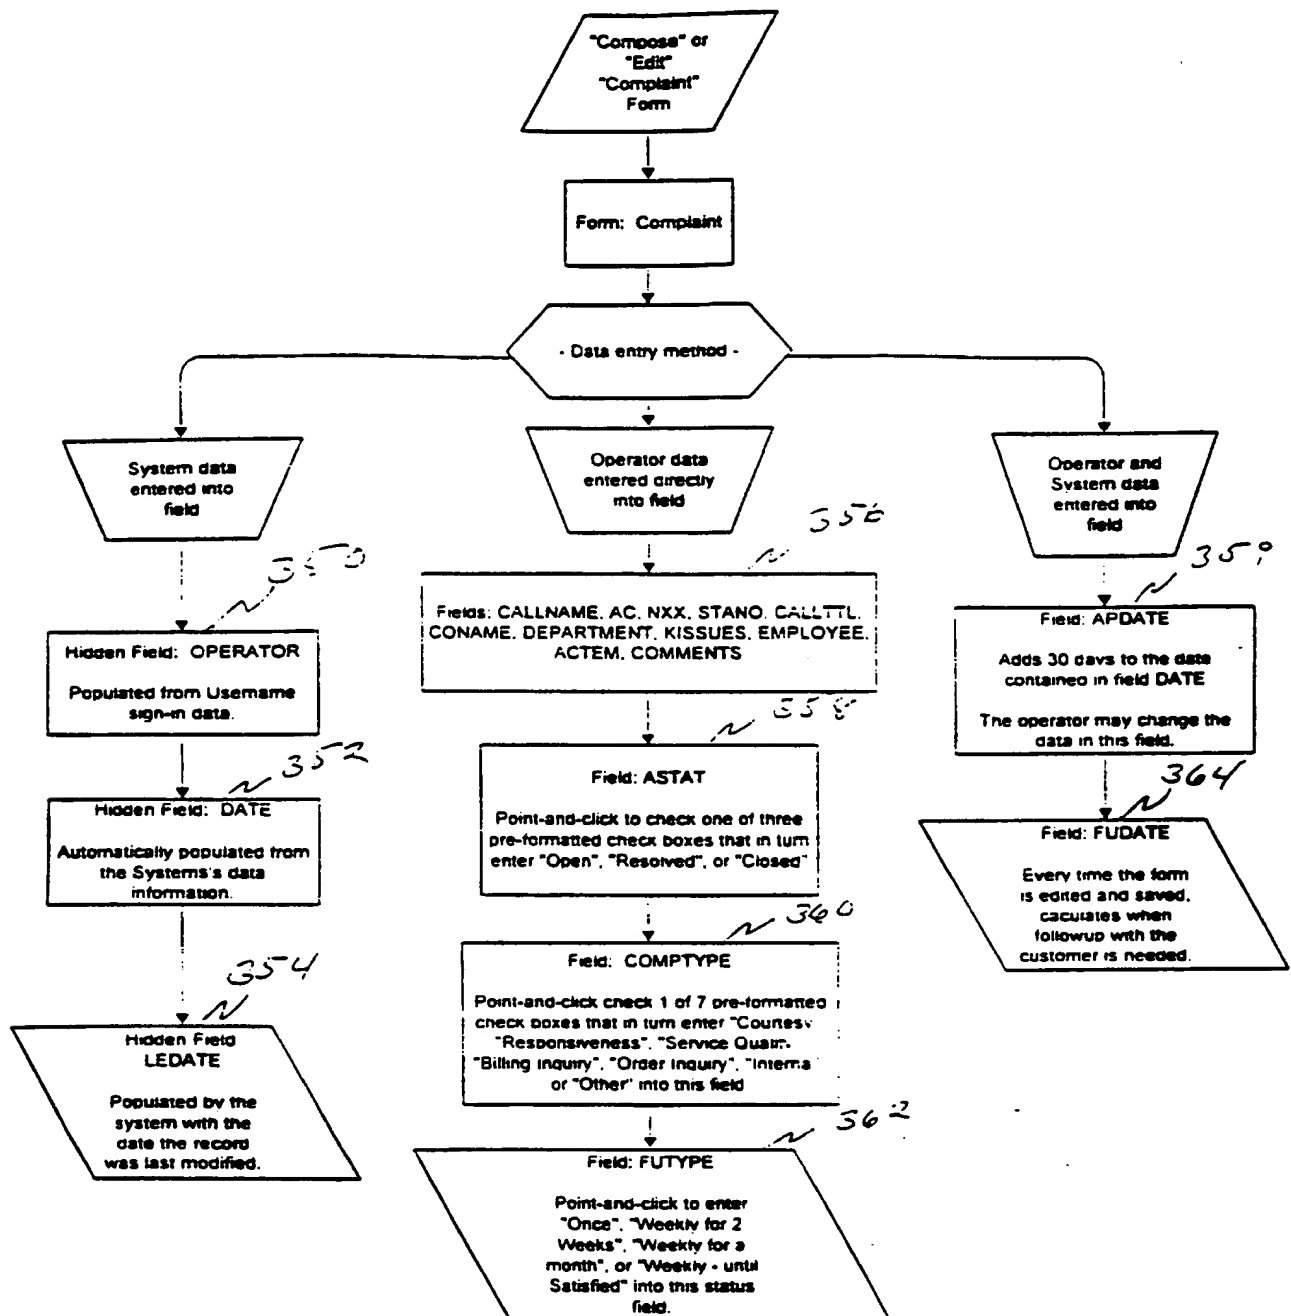 "Compose" or
"Edit"
"Complaint"
Form
Form: Complaint
- Data entry method -
System data
entered into
field
Operator data
entered directly
into field
Operator and
System data
entered into
field
350
Hidden Field: OPERATOR
Populated from Username
sign-in data.
352
Hidden Field: DATE
Automatically populated from
the Systems's data
information.
354
Hidden Field
LEDATE
Populated by the
system with the
date the record
was last modified.
356
Fields: CALLNAME, AC, NXX, STANO, CALLTTL,
CONAME, DEPARTMENT, KISSUES, EMPLOYEE,
ACTEM, COMMENTS
358
Field: ASTAT
Point-and-click to check one of three
pre-formatted check boxes that in turn
enter "Open", "Resolved", or "Closed"
360
Field: COMPTYPE
Point-and-click check 1 of 7 pre-formatted
check boxes that in turn enter "Courtesy
"Responsiveness", "Service
"Billing Inquiry", "Order Inquiry", "Interna
or "Other" into this field
362
Field: FUTYPE
Point-and-click to enter
"Once", "Weekly for 2
Weeks", "Weekly for a
month", or "Weekly - until
Satisfied" into this status
field.
Field: APDATE
Adds 30 days to the date
contained in field DATE
The operator may change the
data in this field.
364
Field: FUDATE
Every time the form
is edited and saved,
caculates when
followup with the
customer is needed.